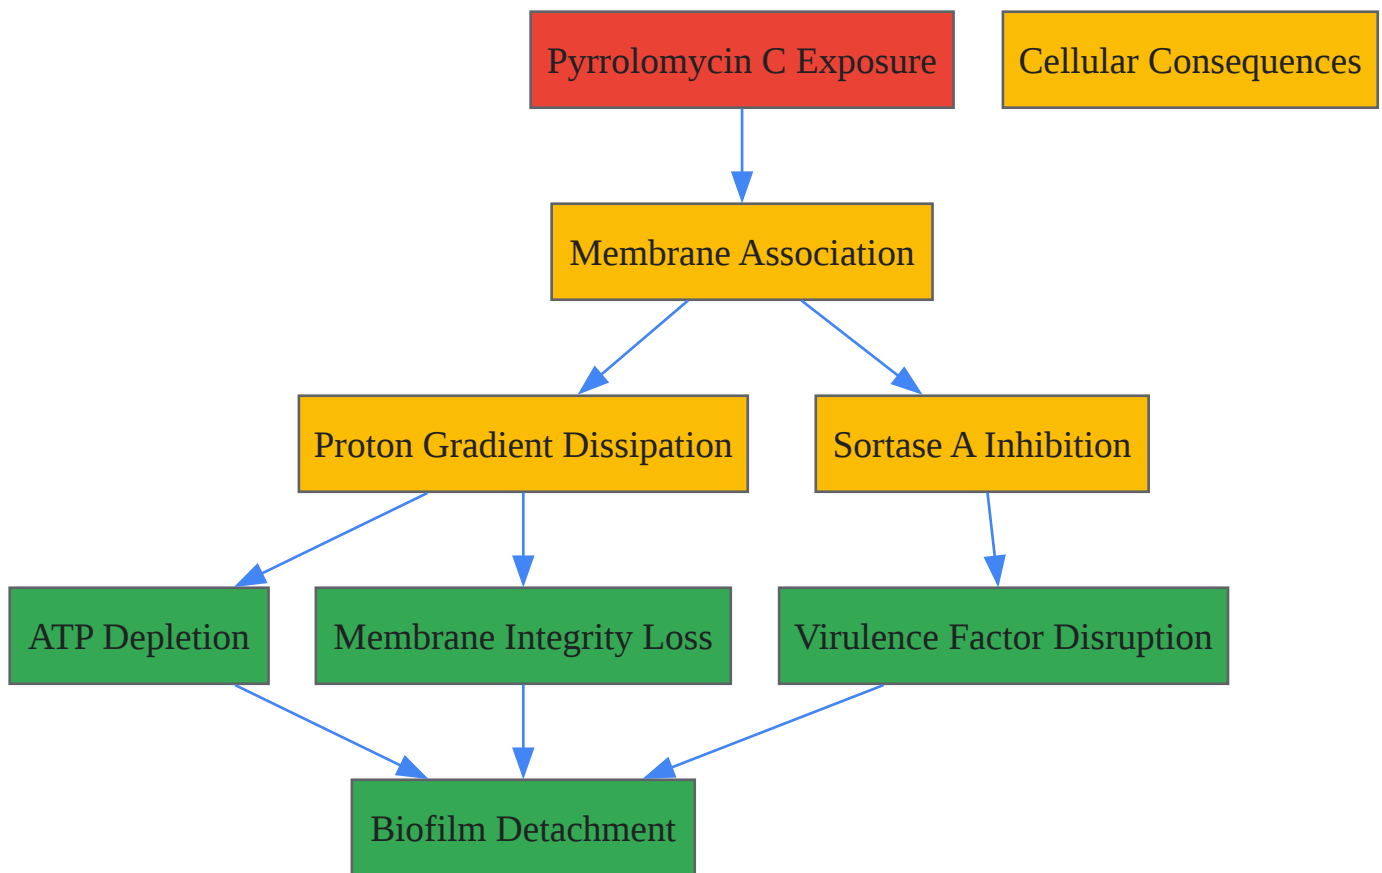 Pyrrolomycin C Exposure
Cellular Consequences
Membrane Association
Proton Gradient Dissipation
Sortase A Inhibition
ATP Depletion
Membrane Integrity Loss
Virulence Factor Disruption
Biofilm Detachment